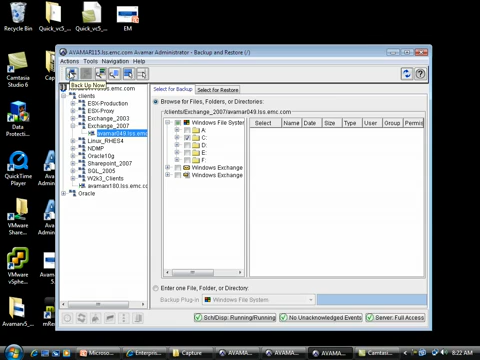 Recycle Bin
Quick_vc5_...
Quick_vc5_...
EM
Camtasia Studio 6
Data Protecti...
QuickTime Player
VMware
VMware vSphe...
Avamar5_...
AVAMAR115.lss.emc.com Avamar Administrator - Backup and Restore (/)
Actions Tools Navigation Help
Back Up Now
clients
ESX-Production
ESX-Proxy
Exchange_2003
Exchange_2007
avamar049.lss.emc
Linux_RHES4
NDMP
Oracle10g
Sharepoint_2007
SQL_2005
W2k3_Clients
avamar180.lss.emc.cc
Oracle
Select for Backup Select for Restore
Browse for Files, Folders, or Directories:
/clients/Exchange_2007/avamar049.lss.emc.com
Windows File System
A:
C:
D:
E:
F:
Windows Exchange
Windows Exchange
Select Name Date Size Type User Group Permis
Enter one File, Folder, or Directory:
Backup Plug-in Windows File System
Sch/Disp: Running/Running No Unacknowledged Events Server: Full Access
Microso... Enterpris... Capture AVAMA... AVAMA... AVAMA... Camtasi... 8:22 AM